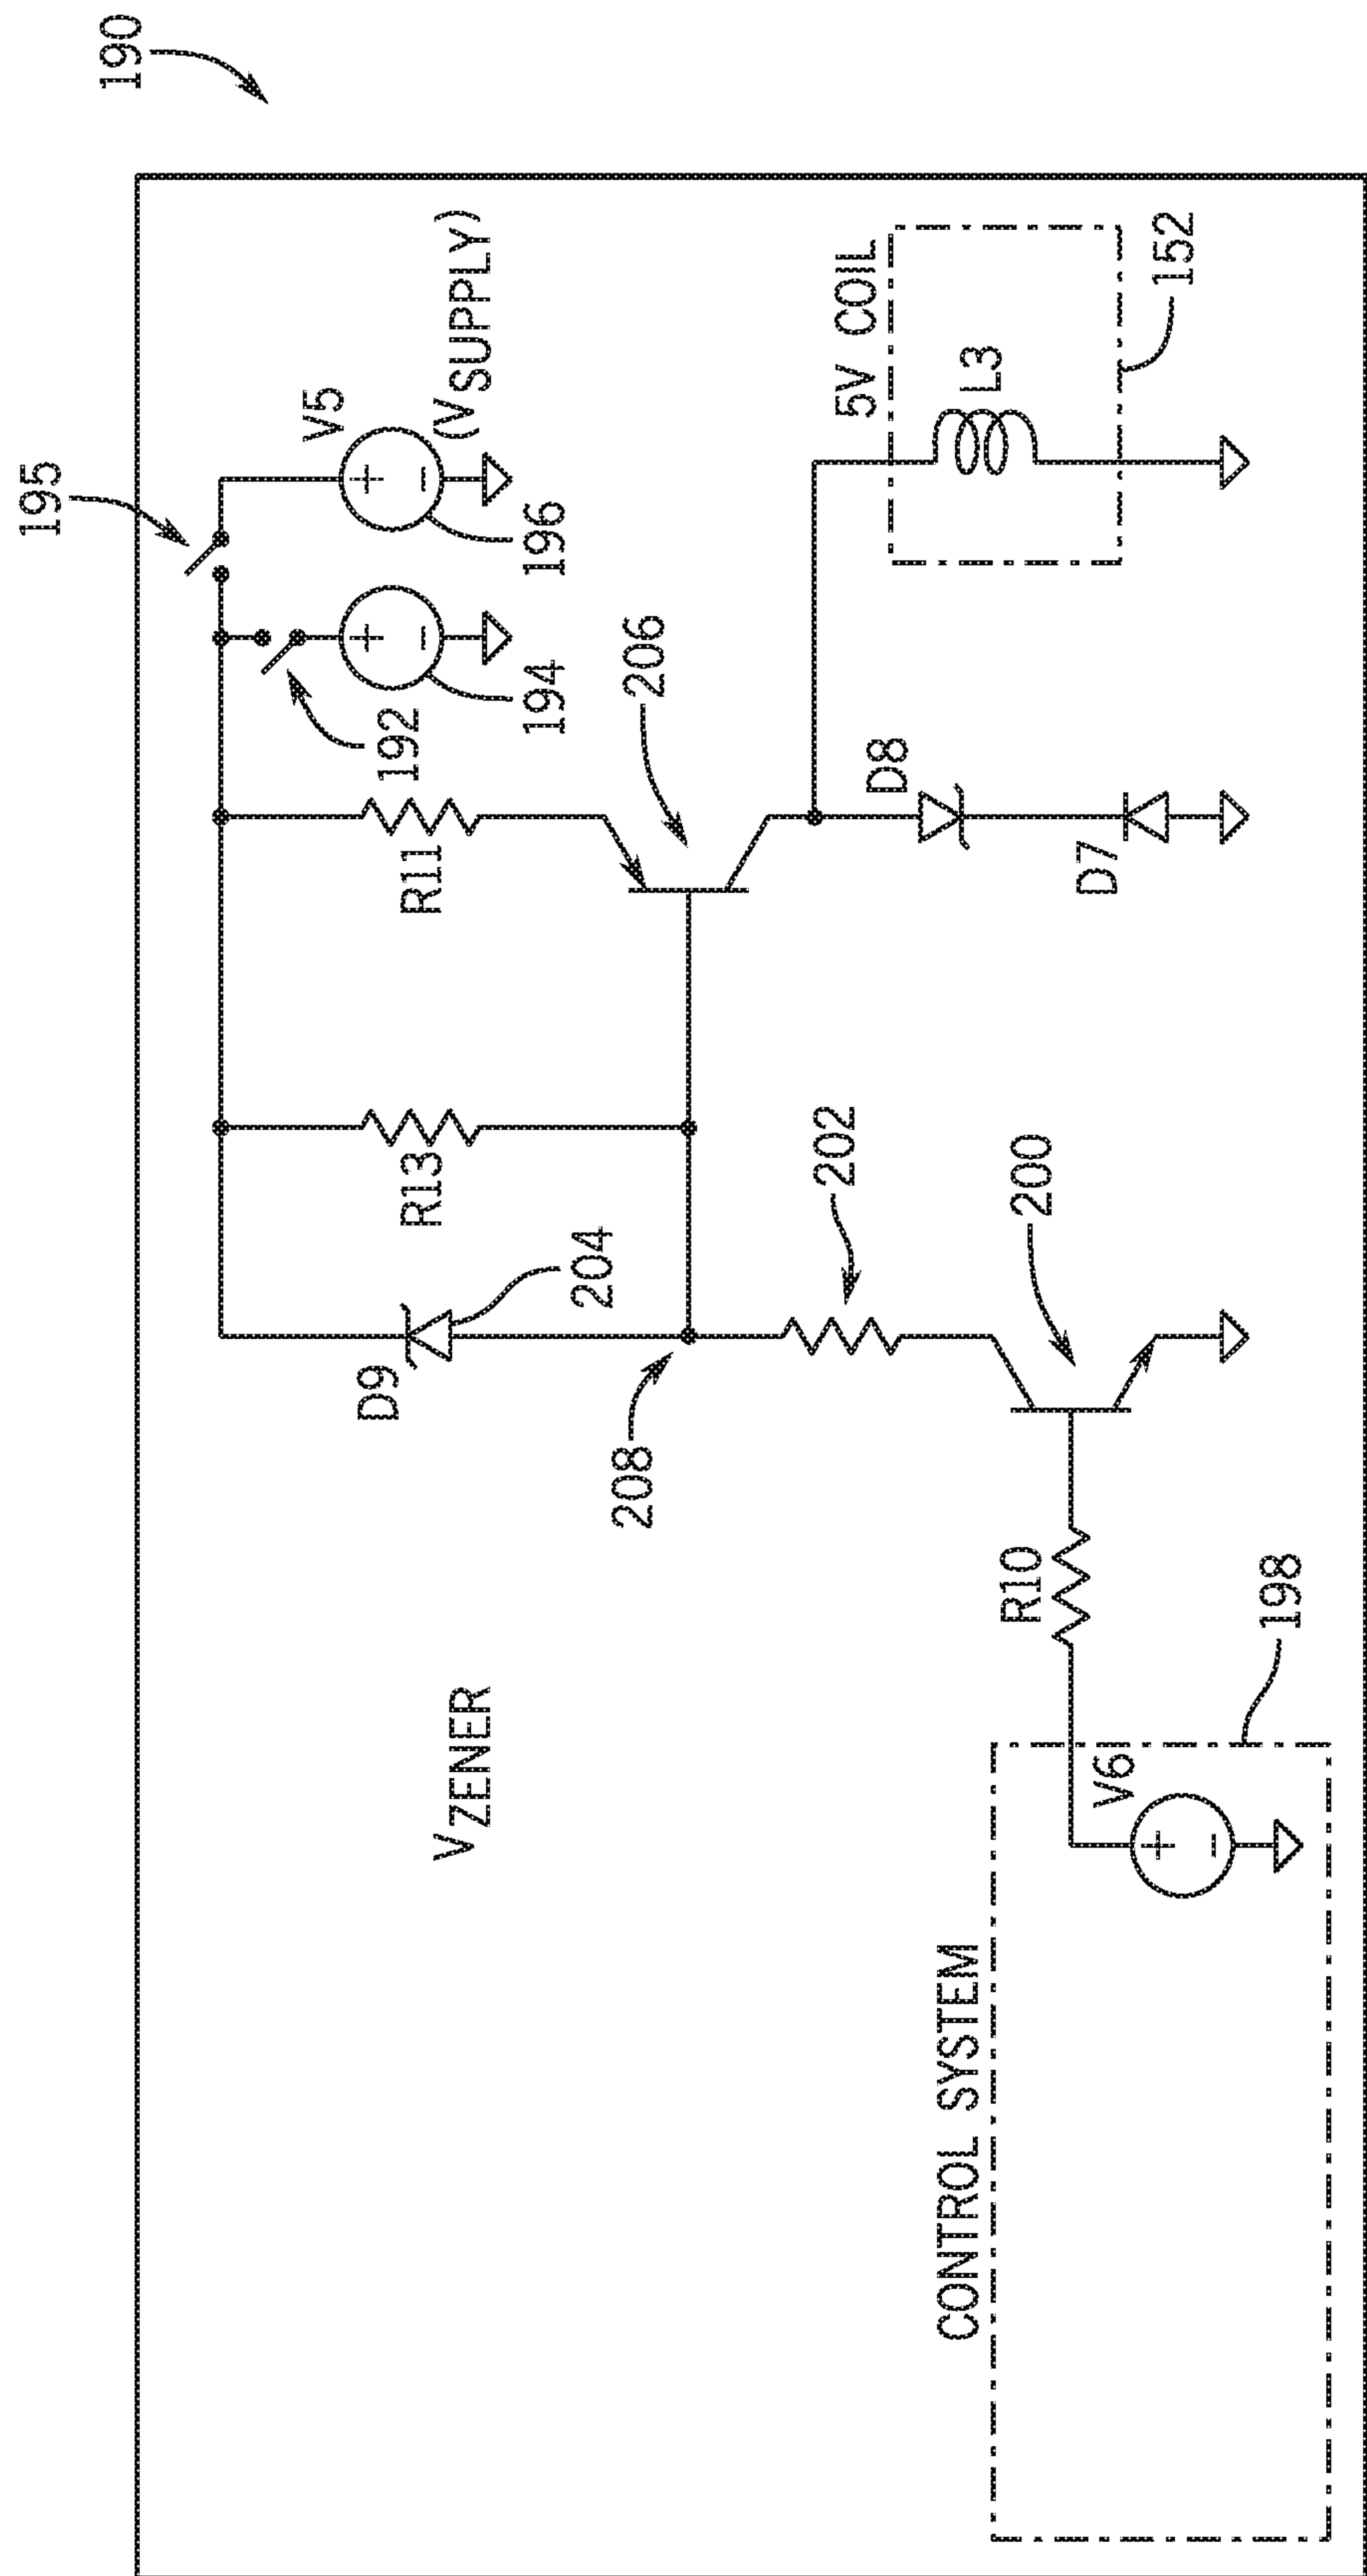 190
195
V5
(VSUPPLY)
196
194
192
R11
206
5V COIL
L3
152
D8
D7
R13
D9
204
208
202
200
R10
VZENER
198
V6
CONTROL SYSTEM